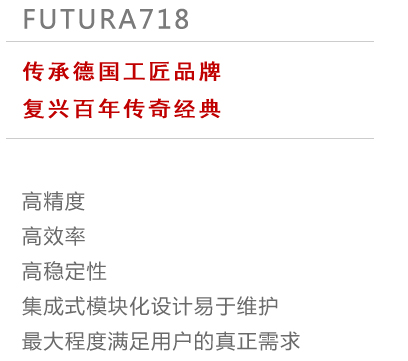 FUTURA718
传承德国工匠品牌
复兴百年传奇经典
高精度
高效率
高稳定性
集成式模块化设计易于维护
最大程度满足用户的真正需求